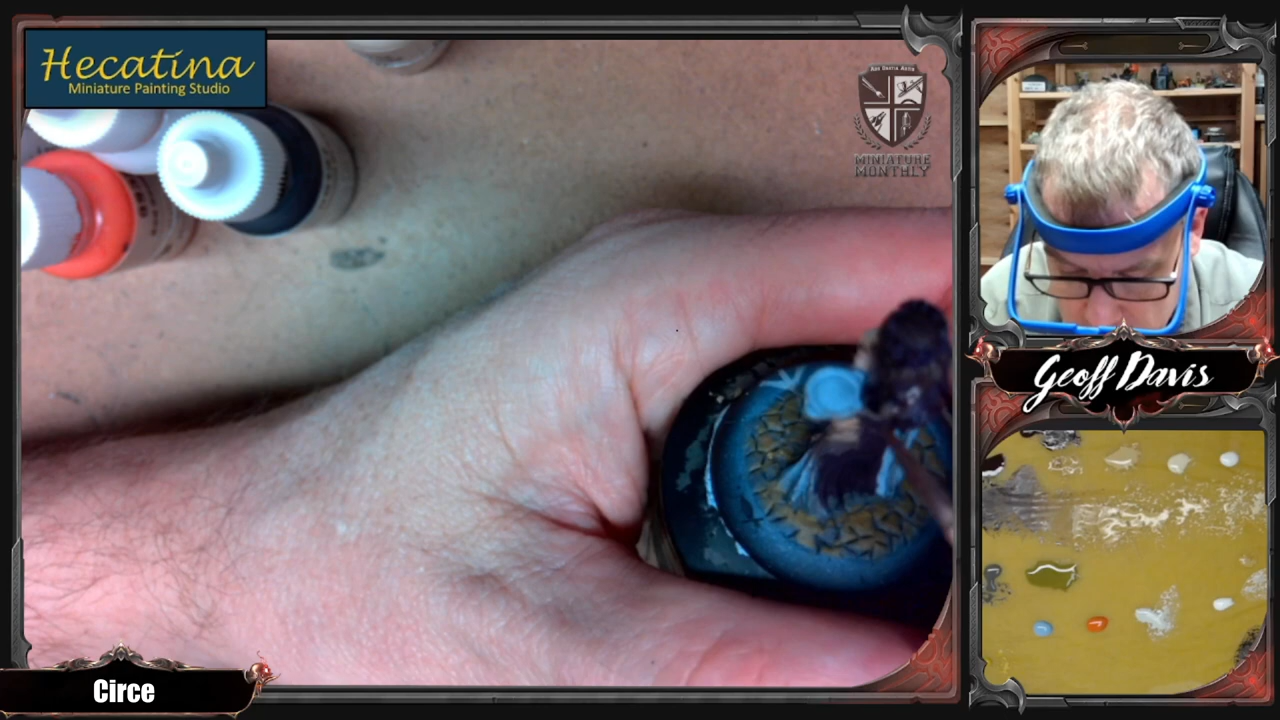 Hecatina
Miniature Painting Studio
MINIATURE
MONTHLY
Geoff Davis
Circe